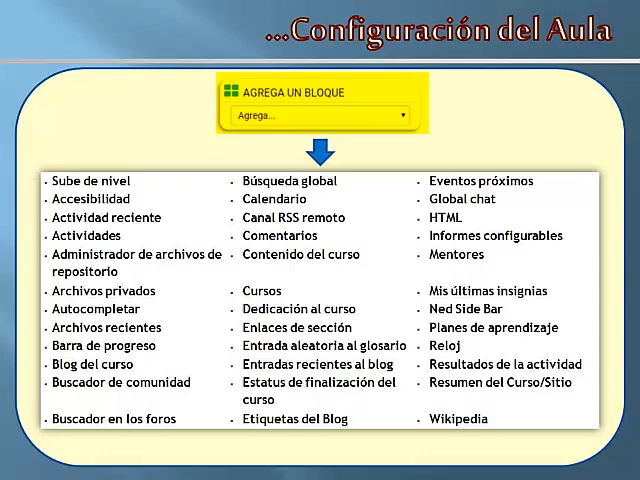 ...Configuración del Aula
AGREGA UN BLOQUE
Agrega...
Sube de nivel
Accesibilidad
Actividad reciente
Actividades
Administrador de archivos de
repositorio
Archivos privados
Autocompletar
Archivos recientes
Barra de progreso
Blog del curso
Buscador de comunidad
Buscador en los foros
Búsqueda global
Calendario
Canal RSS remoto
Comentarios
Contenido del curso
Cursos
Dedicación al curso
Enlaces de sección
Entrada aleatoria al glosario
Entradas recientes al blog
Estatus de finalización del
curso
Etiquetas del Blog
Eventos próximos
Global chat
HTML
Informes configurables
Mentores
Mis últimas insignias
Ned Side Bar
Planes de aprendizaje
Reloj
Resultados de la actividad
Resumen del Curso/Sitio
Wikipedia